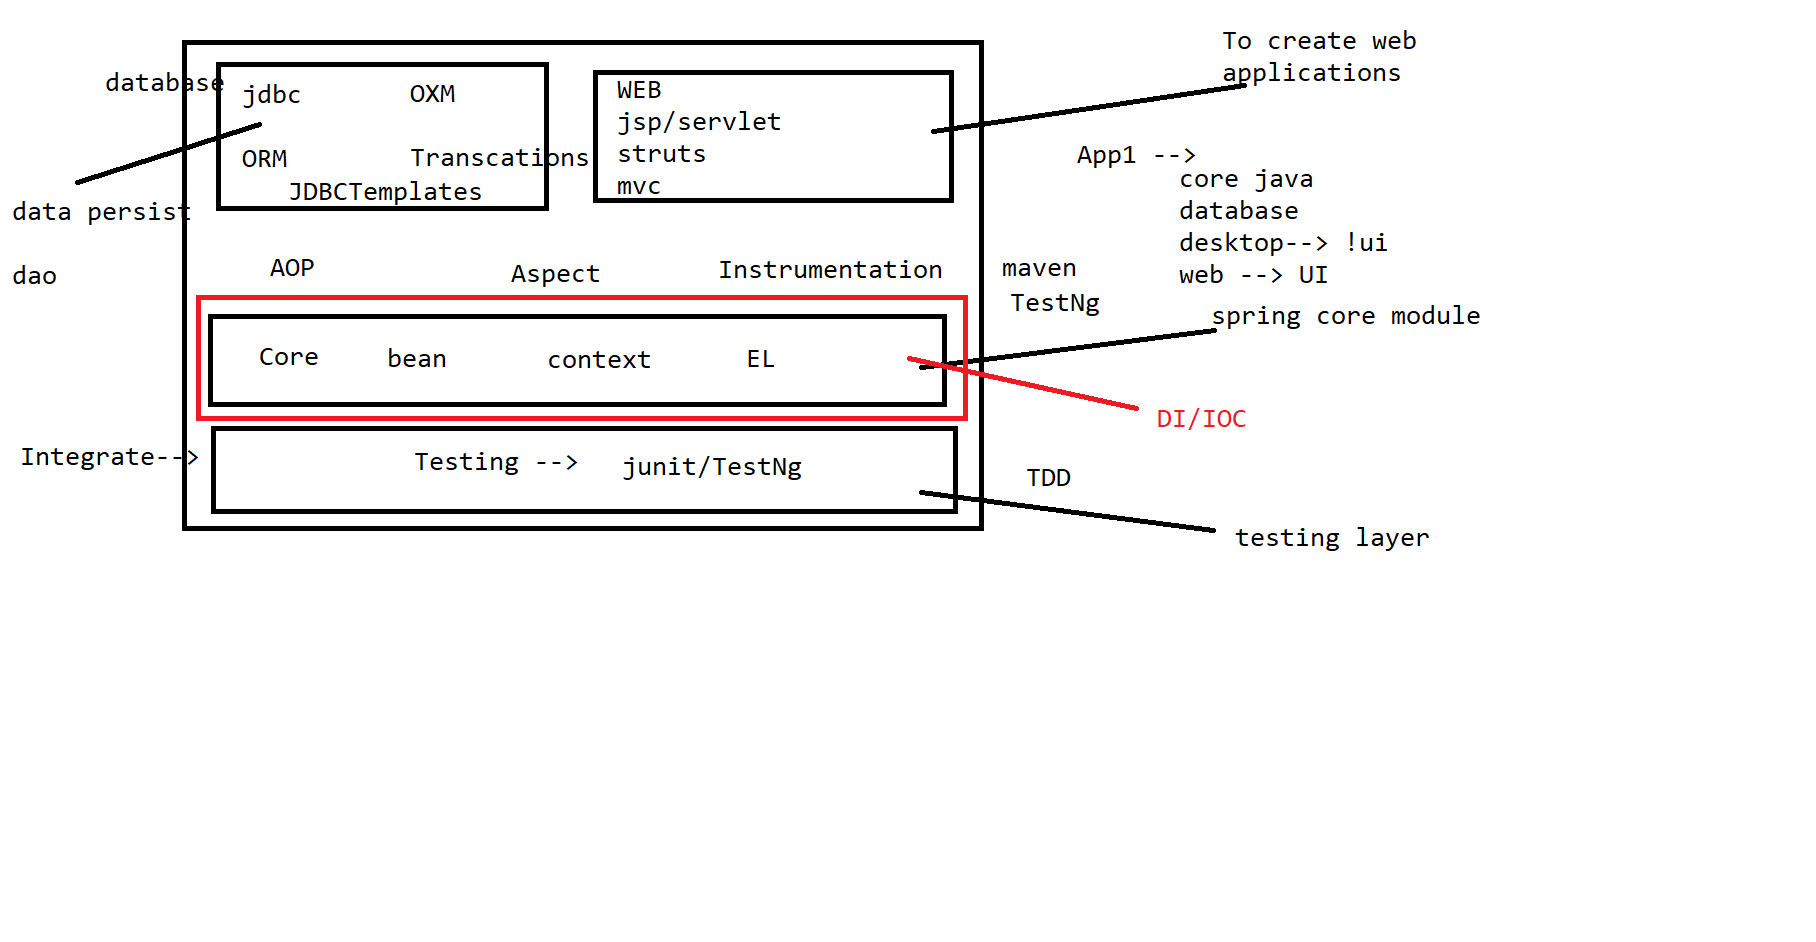 To create web
applications
database
jdbc
OXM
WEB
jsp/servlet
struts
mvc
ORM
Transcations
JDBCTemplates
data persist
dao
App1 -->
core java
database
desktop--> !ui
web --> UI
AOP
Aspect
Instrumentation
maven
TestNg
spring core module
Core
bean
context
EL
DI/IOC
Integrate-->
Testing -->
junit/TestNg
TDD
testing layer